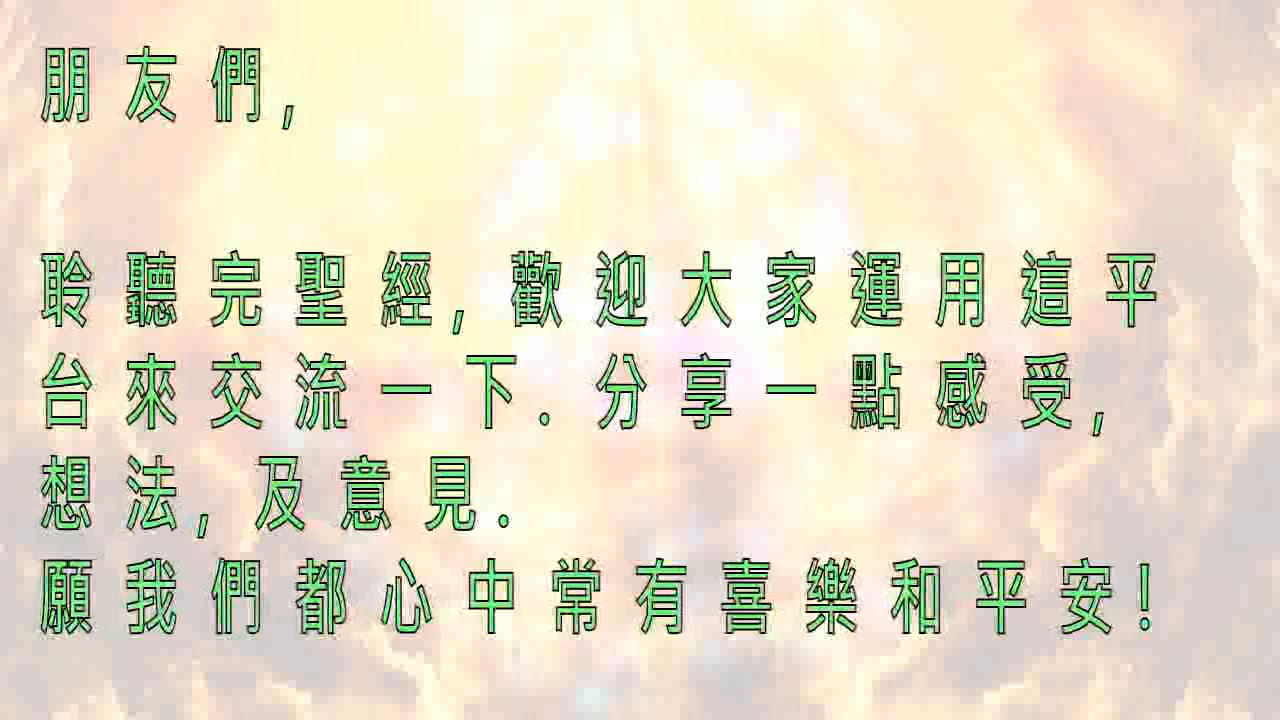 朋友們,
聆聽完聖經,歡迎大家運用這平
台來交流一下.分享一點感受,
想法,及意見.
願我們都心中常有喜樂和平安!